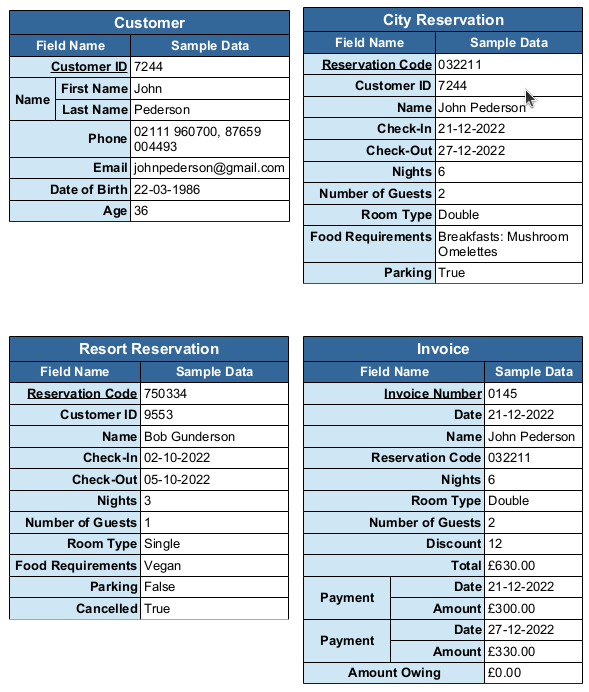 Customer
Field Name Sample Data
Customer ID 7244
Name First Name John
Last Name Pederson
Phone 02111 960700, 87659
004493
Email johnpederson@gmail.com
Date of Birth 22-03-1986
Age 36
City Reservation
Field Name Sample Data
Reservation Code 032211
Customer ID 7244
Name John Pederson
Check-In 21-12-2022
Check-Out 27-12-2022
Nights 6
Number of Guests 2
Room Type Double
Food Requirements Breakfasts: Mushroom
Omelettes
Parking True
Resort Reservation
Field Name Sample Data
Reservation Code 750334
Customer ID 9553
Name Bob Gunderson
Check-In 02-10-2022
Check-Out 05-10-2022
Nights 3
Number of Guests 1
Room Type Single
Food Requirements Vegan
Parking False
Cancelled True
Invoice
Field Name Sample Data
Invoice Number 0145
Date 21-12-2022
Name John Pederson
Reservation Code 032211
Nights 6
Room Type Double
Number of Guests 2
Discount 12
Total £630.00
Payment Date 21-12-2022
Amount £300.00
Payment Date 27-12-2022
Amount £330.00
Amount Owing £0.00